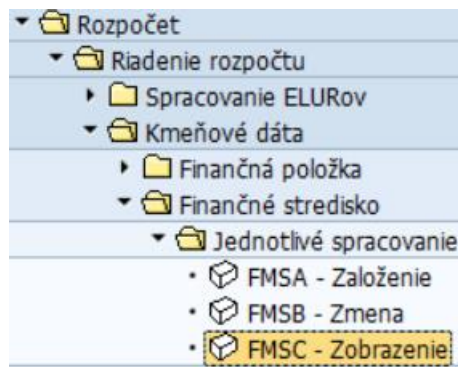 Rozpočet
Riadenie rozpočtu
Spracovanie ELURov
Kmeňové dáta
Finančná položka
Finančné stredisko
Jednotlivé spracovanie
FMSA - Založenie
FMSB - Zmena
FMSC - Zobrazenie